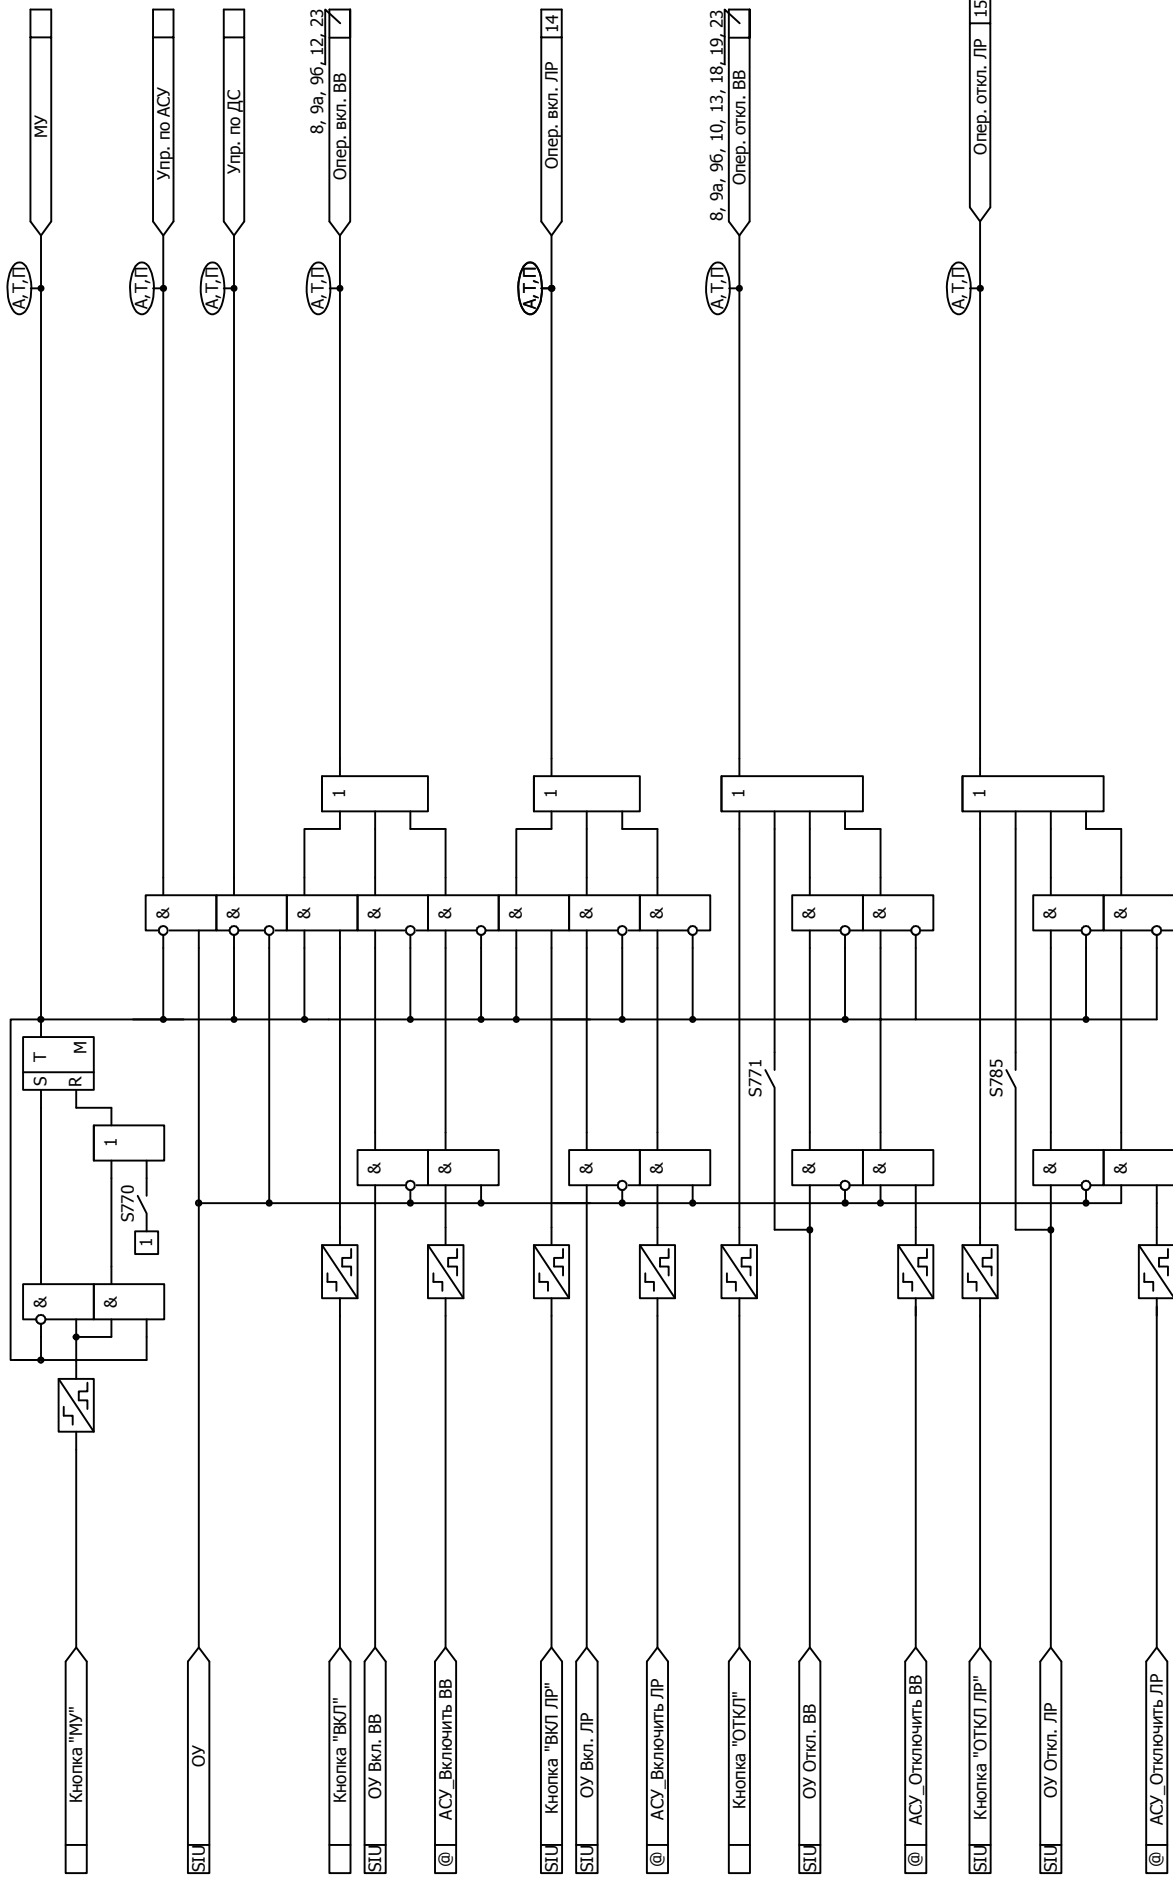 Кнопка "МУ"
SIU ОУ
Кнопка "ВКЛ"
SIU ОУ Вкл. ВВ
@ АСУ_Включить ВВ
SIU Кнопка "ВКЛ ЛР"
SIU ОУ Вкл. ЛР
@ АСУ_Включить ЛР
Кнопка "ОТКЛ"
SIU ОУ Откл. ВВ
@ АСУ_Отключить ВВ
SIU Кнопка "ОТКЛ ЛР"
SIU ОУ Откл. ЛР
@ АСУ_Отключить ЛР
&
&
1
S770
1
S T
R M
&
&
&
&
&
&
&
&
S771
S785
&
&
&
&
&
&
&
&
&
&
&
&
1
1
1
1
А,Т,П
А,Т,П
А,Т,П
А,Т,П
А,Т,П
А,Т,П
А,Т,П
МУ
Упр. по АСУ
Упр. по ДС
8, 9а, 9б, 12, 23
Опер. вкл. ВВ
Опер. вкл. ЛР 14
8, 9а, 9б, 10, 13, 18, 19, 23
Опер. откл. ВВ
Опер. откл. ЛР 15